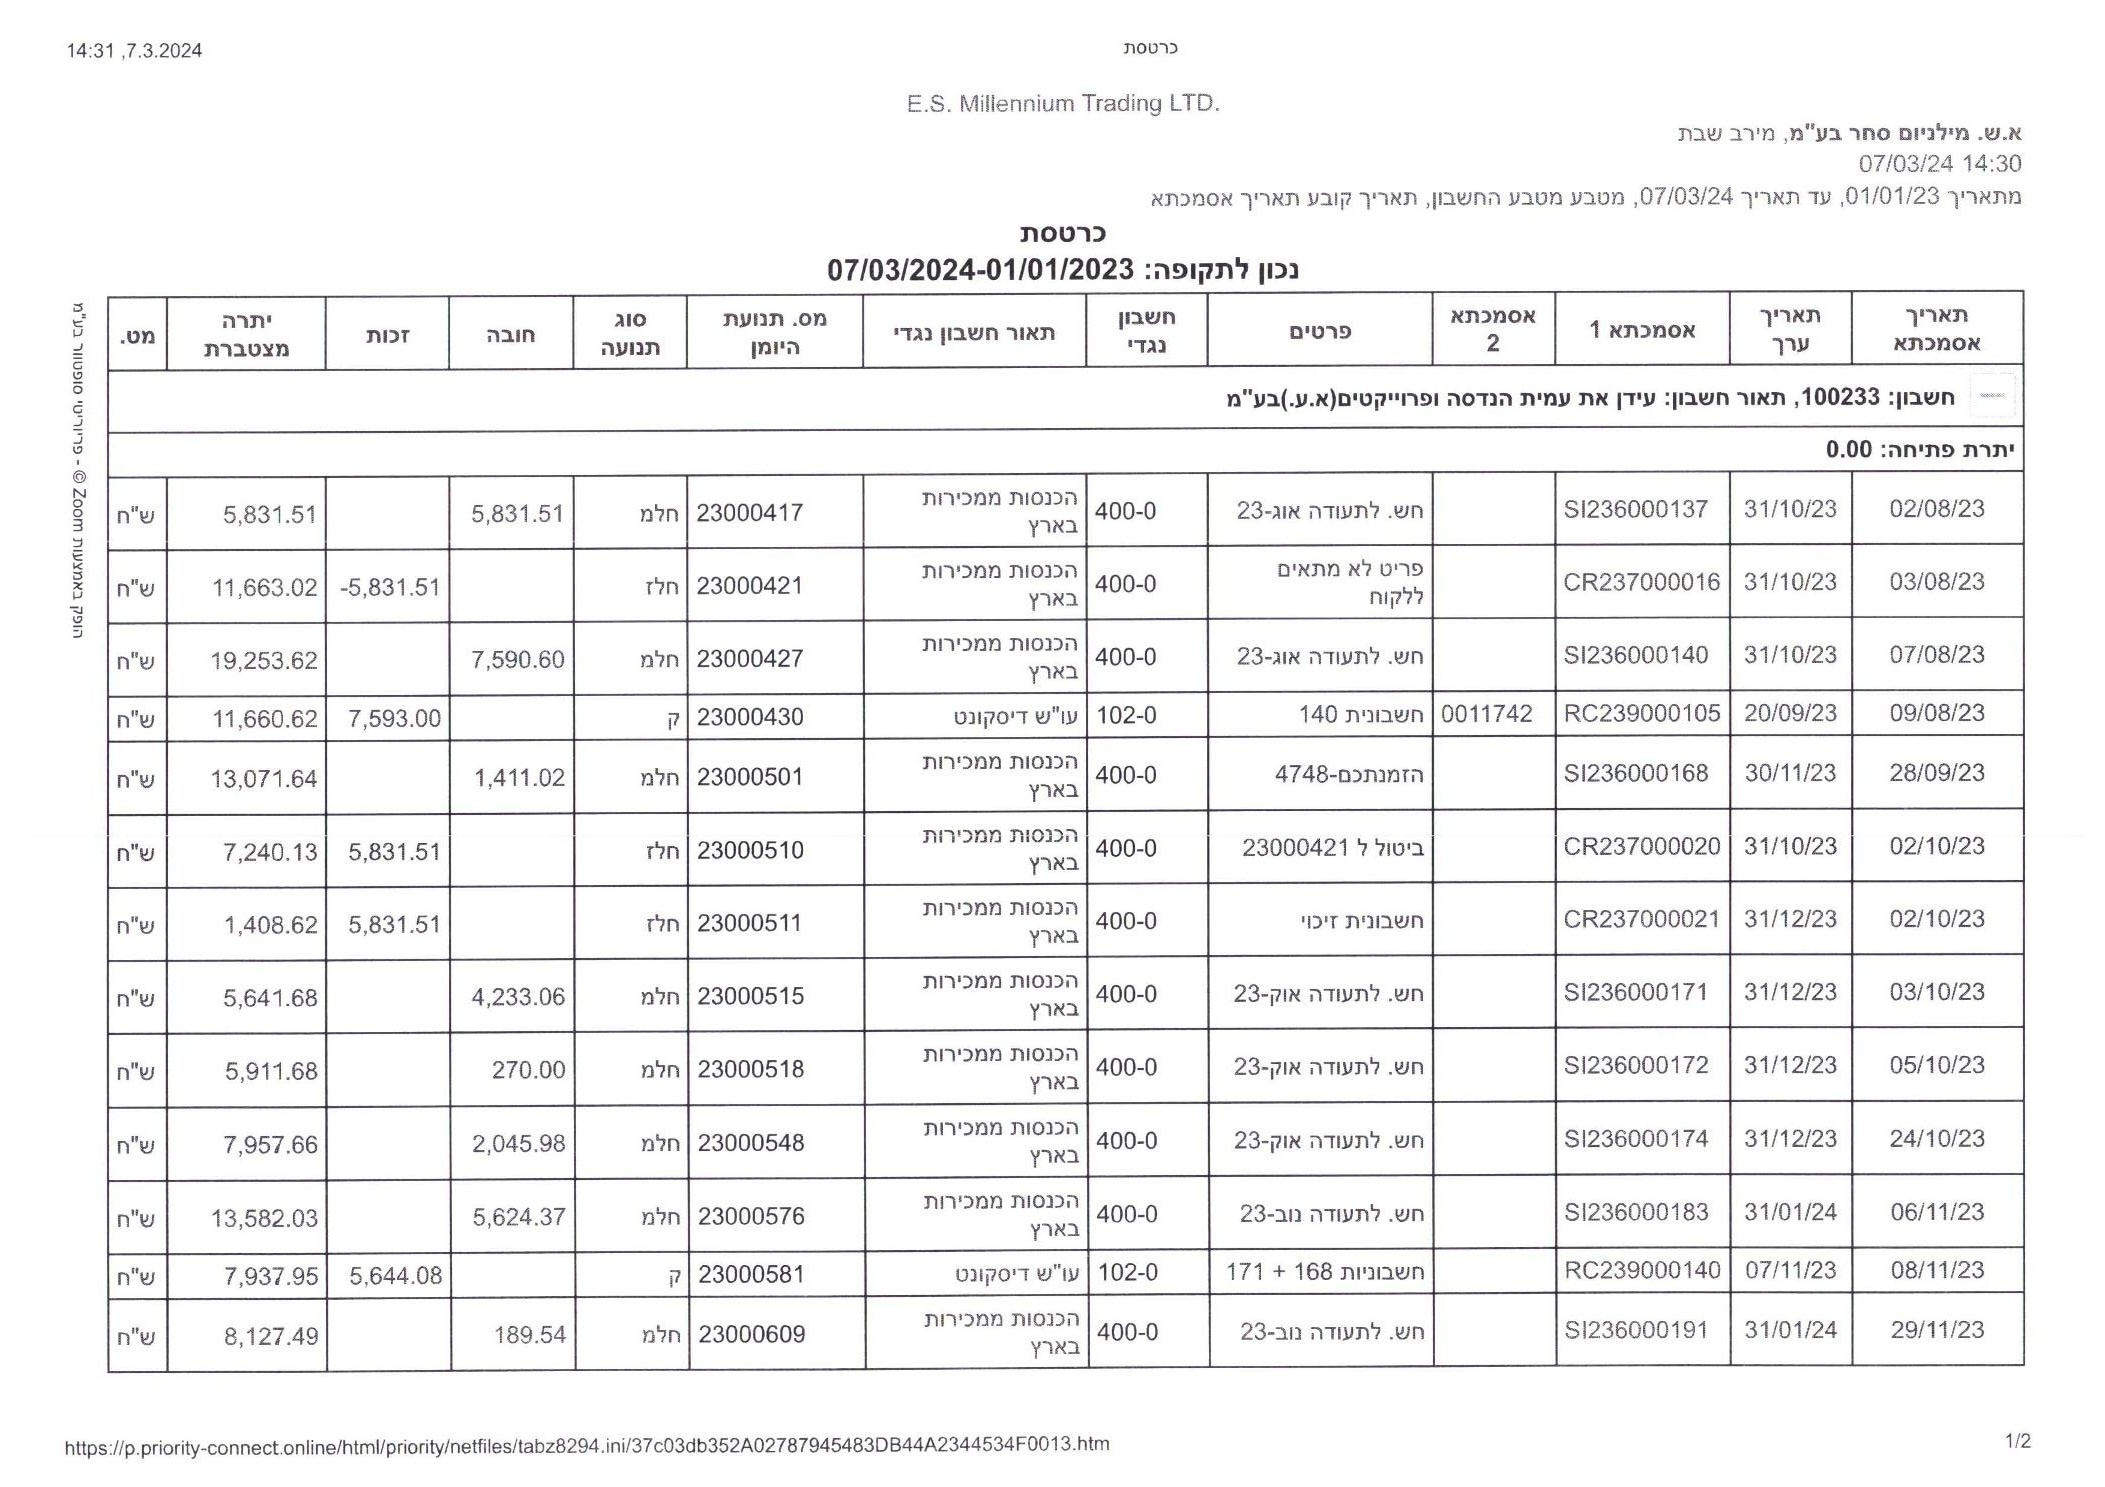 14:31 ,7.3.2024
כרטסת
E.S. Millennium Trading LTD.
א.ש. מילניום סחר בע"מ, מירב שבת
07/03/24 14:30
מתאריך 01/01/23, עד תאריך 07/03/24, מטבע מטבע החשבון, תאריך קובע תאריך אסמכתא
כרטסת
נכון לתקופה: 07/03/2024-01/01/2023
תאריך אסמכתא | תאריך ערך | אסמכתא 1 | אסמכתא 2 | פרטים | חשבון נגדי | תאור חשבון נגדי | מס. תנועת היומן | סוג תנועה | חובה | זכות | יתרה מצטברת | מט.
חשבון: 100233, תאור חשבון: עידן את עמית הנדסה ופרוייקטים(א.ע.)בע"מ
יתרת פתיחה: 0.00
02/08/23 | 31/10/23 | SI236000137 | | חש. לתעודה אוג-23 | 400-0 | הכנסות ממכירות בארץ | 23000417 | חלמ | 5,831.51 | | 5,831.51 | ש"ח
03/08/23 | 31/10/23 | CR237000016 | | פריט לא מתאים ללקוח | 400-0 | הכנסות ממכירות בארץ | 23000421 | חלז | | -5,831.51 | 11,663.02 | ש"ח
07/08/23 | 31/10/23 | SI236000140 | | חש. לתעודה אוג-23 | 400-0 | הכנסות ממכירות בארץ | 23000427 | חלמ | 7,590.60 | | 19,253.62 | ש"ח
09/08/23 | 20/09/23 | RC239000105 | 0011742 | חשבונית 140 | 102-0 | עו"ש דיסקונט | 23000430 | ק | | 7,593.00 | 11,660.62 | ש"ח
28/09/23 | 30/11/23 | SI236000168 | | הזמנתכם-4748 | 400-0 | הכנסות ממכירות בארץ | 23000501 | חלמ | 1,411.02 | | 13,071.64 | ש"ח
02/10/23 | 31/10/23 | CR237000020 | | ביטול ל 23000421 | 400-0 | הכנסות ממכירות בארץ | 23000510 | חלז | | 5,831.51 | 7,240.13 | ש"ח
02/10/23 | 31/12/23 | CR237000021 | | חשבונית זיכוי | 400-0 | הכנסות ממכירות בארץ | 23000511 | חלז | | 5,831.51 | 1,408.62 | ש"ח
03/10/23 | 31/12/23 | SI236000171 | | חש. לתעודה אוק-23 | 400-0 | הכנסות ממכירות בארץ | 23000515 | חלמ | 4,233.06 | | 5,641.68 | ש"ח
05/10/23 | 31/12/23 | SI236000172 | | חש. לתעודה אוק-23 | 400-0 | הכנסות ממכירות בארץ | 23000518 | חלמ | 270.00 | | 5,911.68 | ש"ח
24/10/23 | 31/12/23 | SI236000174 | | חש. לתעודה אוק-23 | 400-0 | הכנסות ממכירות בארץ | 23000548 | חלמ | 2,045.98 | | 7,957.66 | ש"ח
06/11/23 | 31/01/24 | SI236000183 | | חש. לתעודה נוב-23 | 400-0 | הכנסות ממכירות בארץ | 23000576 | חלמ | 5,624.37 | | 13,582.03 | ש"ח
08/11/23 | 07/11/23 | RC239000140 | | חשבוניות 168 + 171 | 102-0 | עו"ש דיסקונט | 23000581 | ק | | 5,644.08 | 7,937.95 | ש"ח
29/11/23 | 31/01/24 | SI236000191 | | חש. לתעודה נוב-23 | 400-0 | הכנסות ממכירות בארץ | 23000609 | חלמ | 189.54 | | 8,127.49 | ש"ח
הופק באמצעות Zoom © - פריוריטי סופטוור בע"מ
https://p.priority-connect.online/html/priority/netfiles/tabz8294.ini/37c03db352A02787945483DB44A2344534F0013.htm
1/2